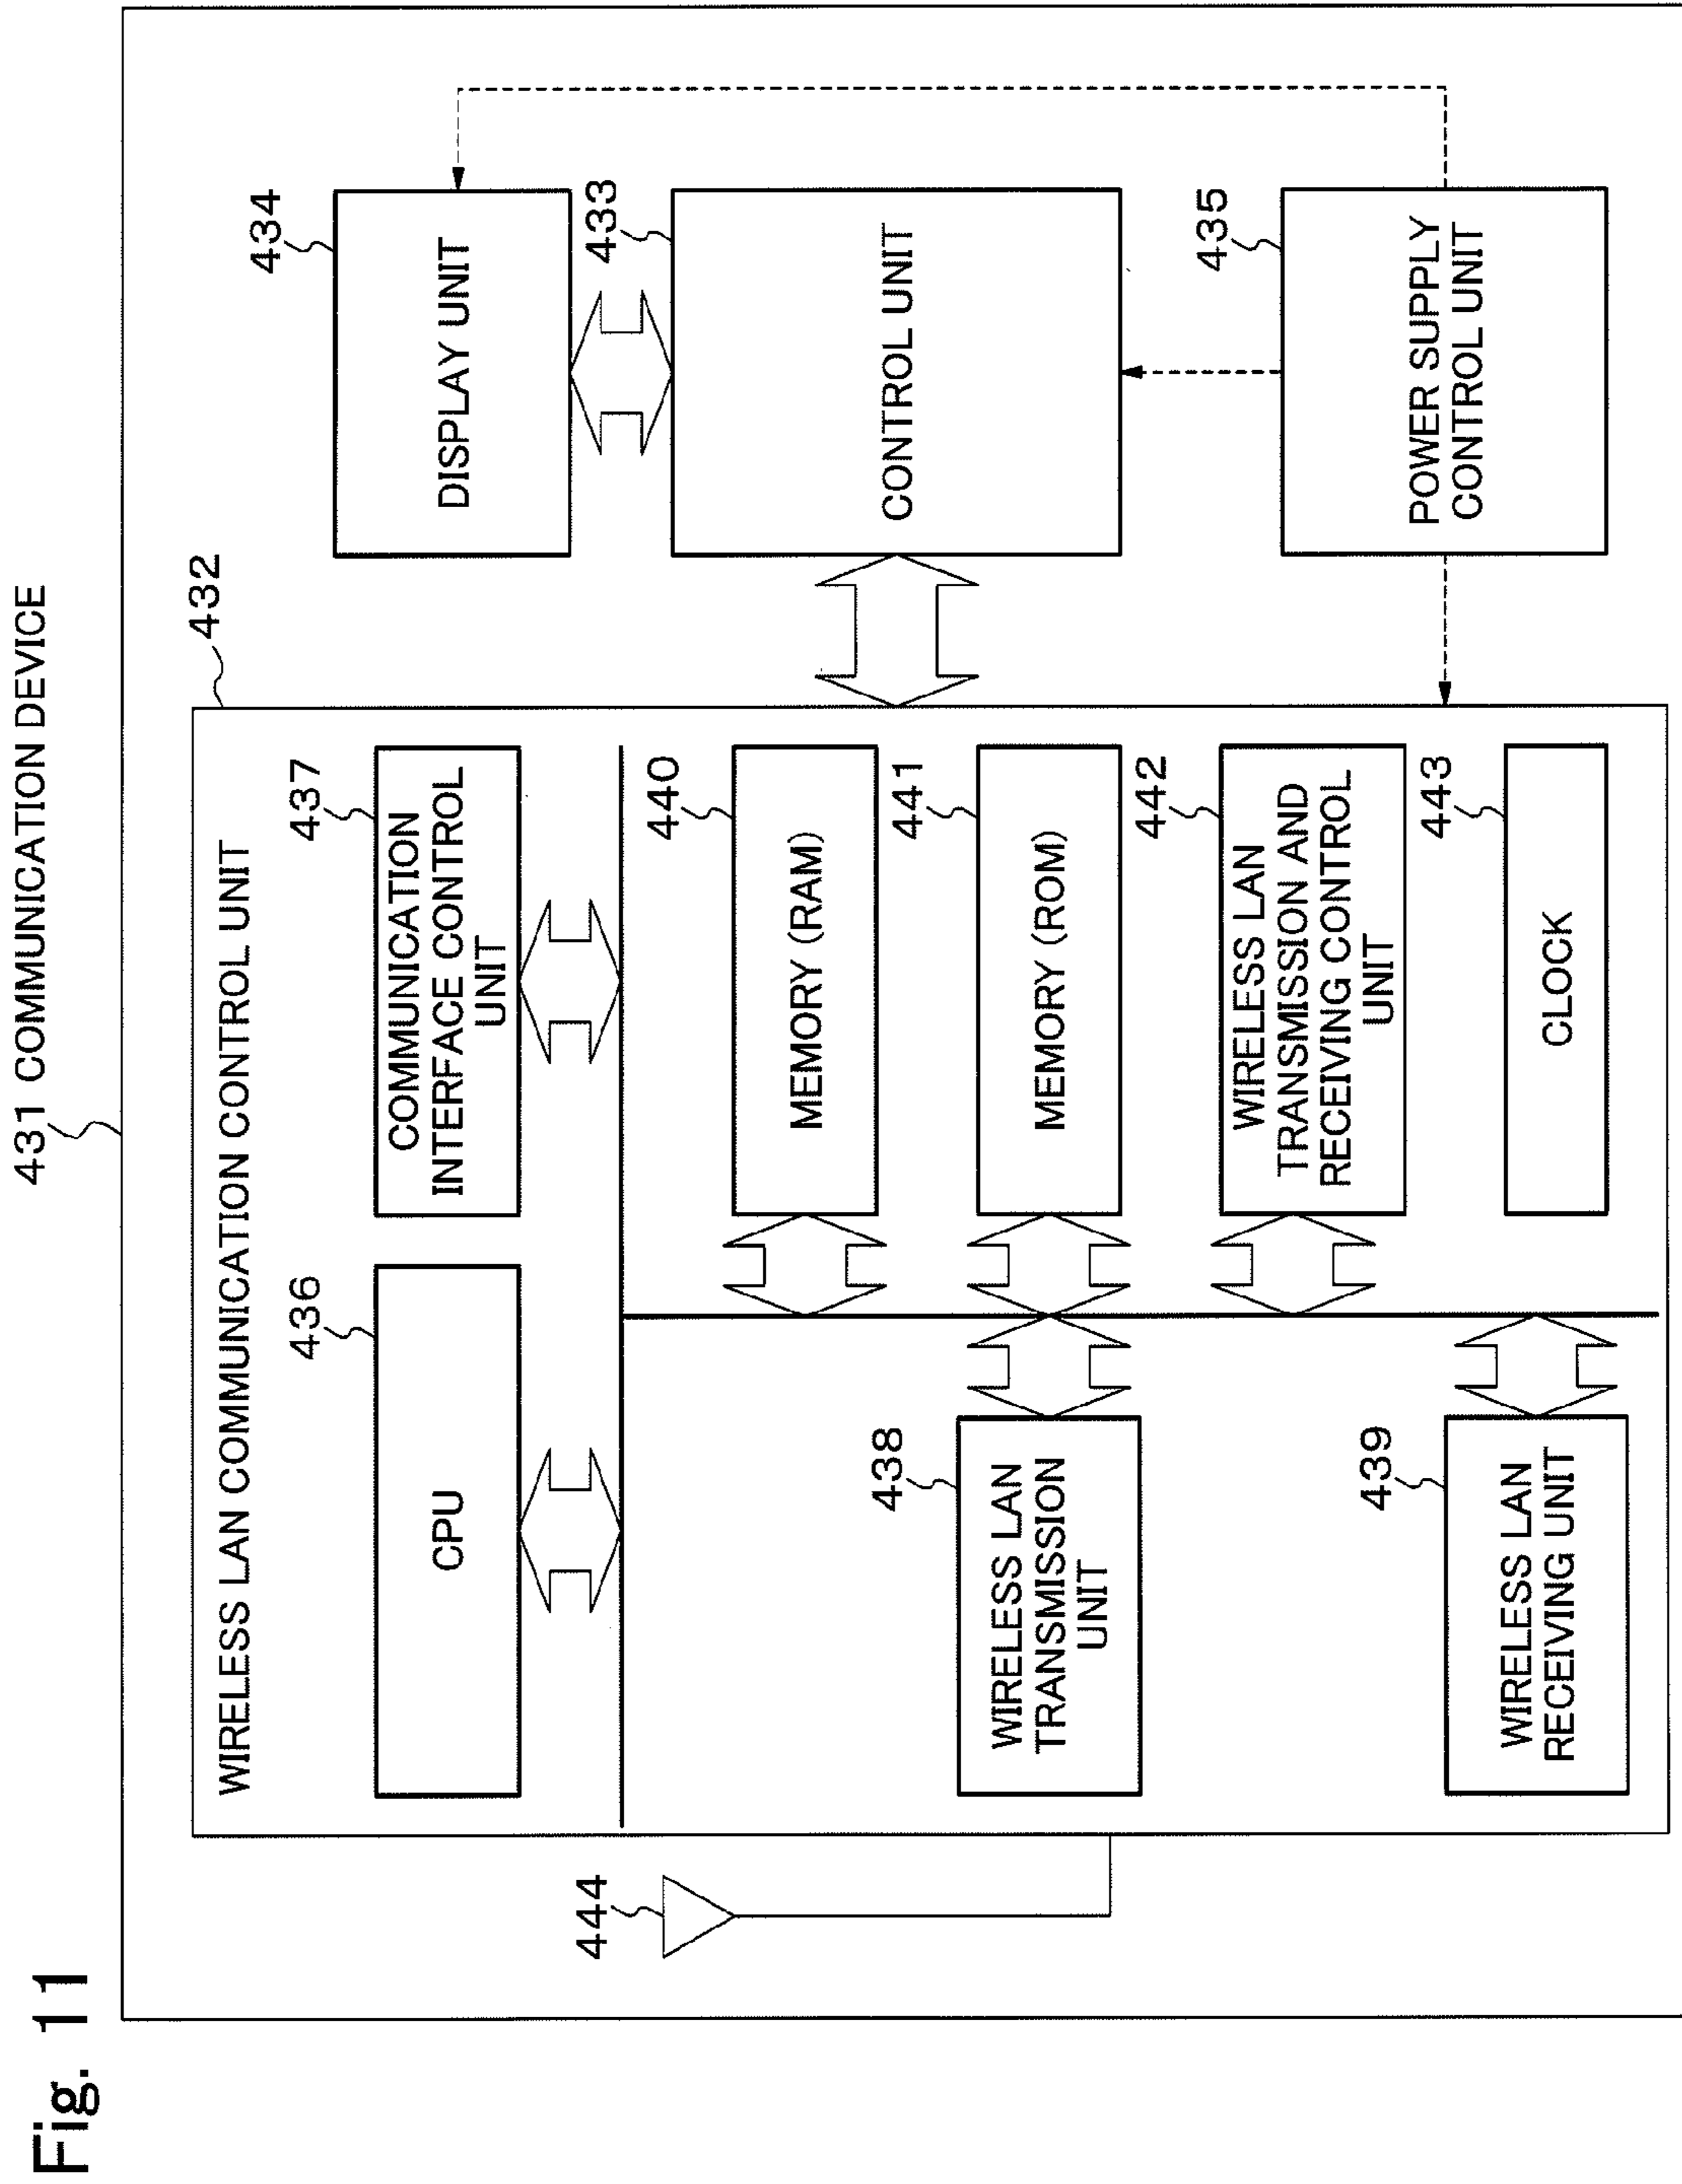 Fig. 11
431 COMMUNICATION DEVICE
432
WIRELESS LAN COMMUNICATION CONTROL UNIT
436
CPU
437
COMMUNICATION
INTERFACE CONTROL
UNIT
434
DISPLAY UNIT
433
CONTROL UNIT
435
POWER SUPPLY
CONTROL UNIT
444
438
WIRELESS LAN
TRANSMISSION
UNIT
439
WIRELESS LAN
RECEIVING UNIT
440
MEMORY (RAM)
441
MEMORY (ROM)
442
WIRELESS LAN
TRANSMISSION AND
RECEIVING CONTROL
UNIT
443
CLOCK